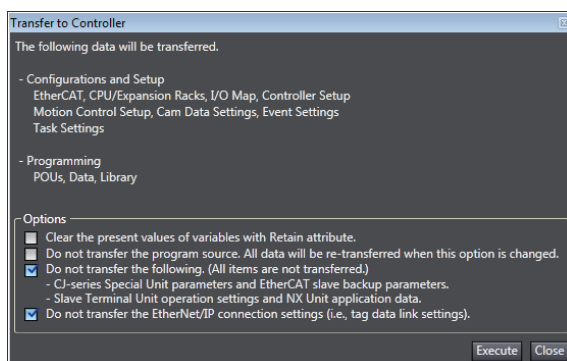 Transfer to Controller
The following data will be transferred.
- Configurations and Setup
EtherCAT, CPU/Expansion Racks, I/O Map, Controller Setup
Motion Control Setup, Cam Data Settings, Event Settings
Task Settings
- Programming
POUs, Data, Library
Options
Clear the present values of variables with Retain attribute.
Do not transfer the program source. All data will be re-transferred when this option is changed.
Do not transfer the following. (All items are not transferred.)
- CJ-series Special Unit parameters and EtherCAT slave backup parameters.
- Slave Terminal Unit operation settings and NX Unit application data.
Do not transfer the EtherNet/IP connection settings (i.e., tag data link settings).
Execute Close